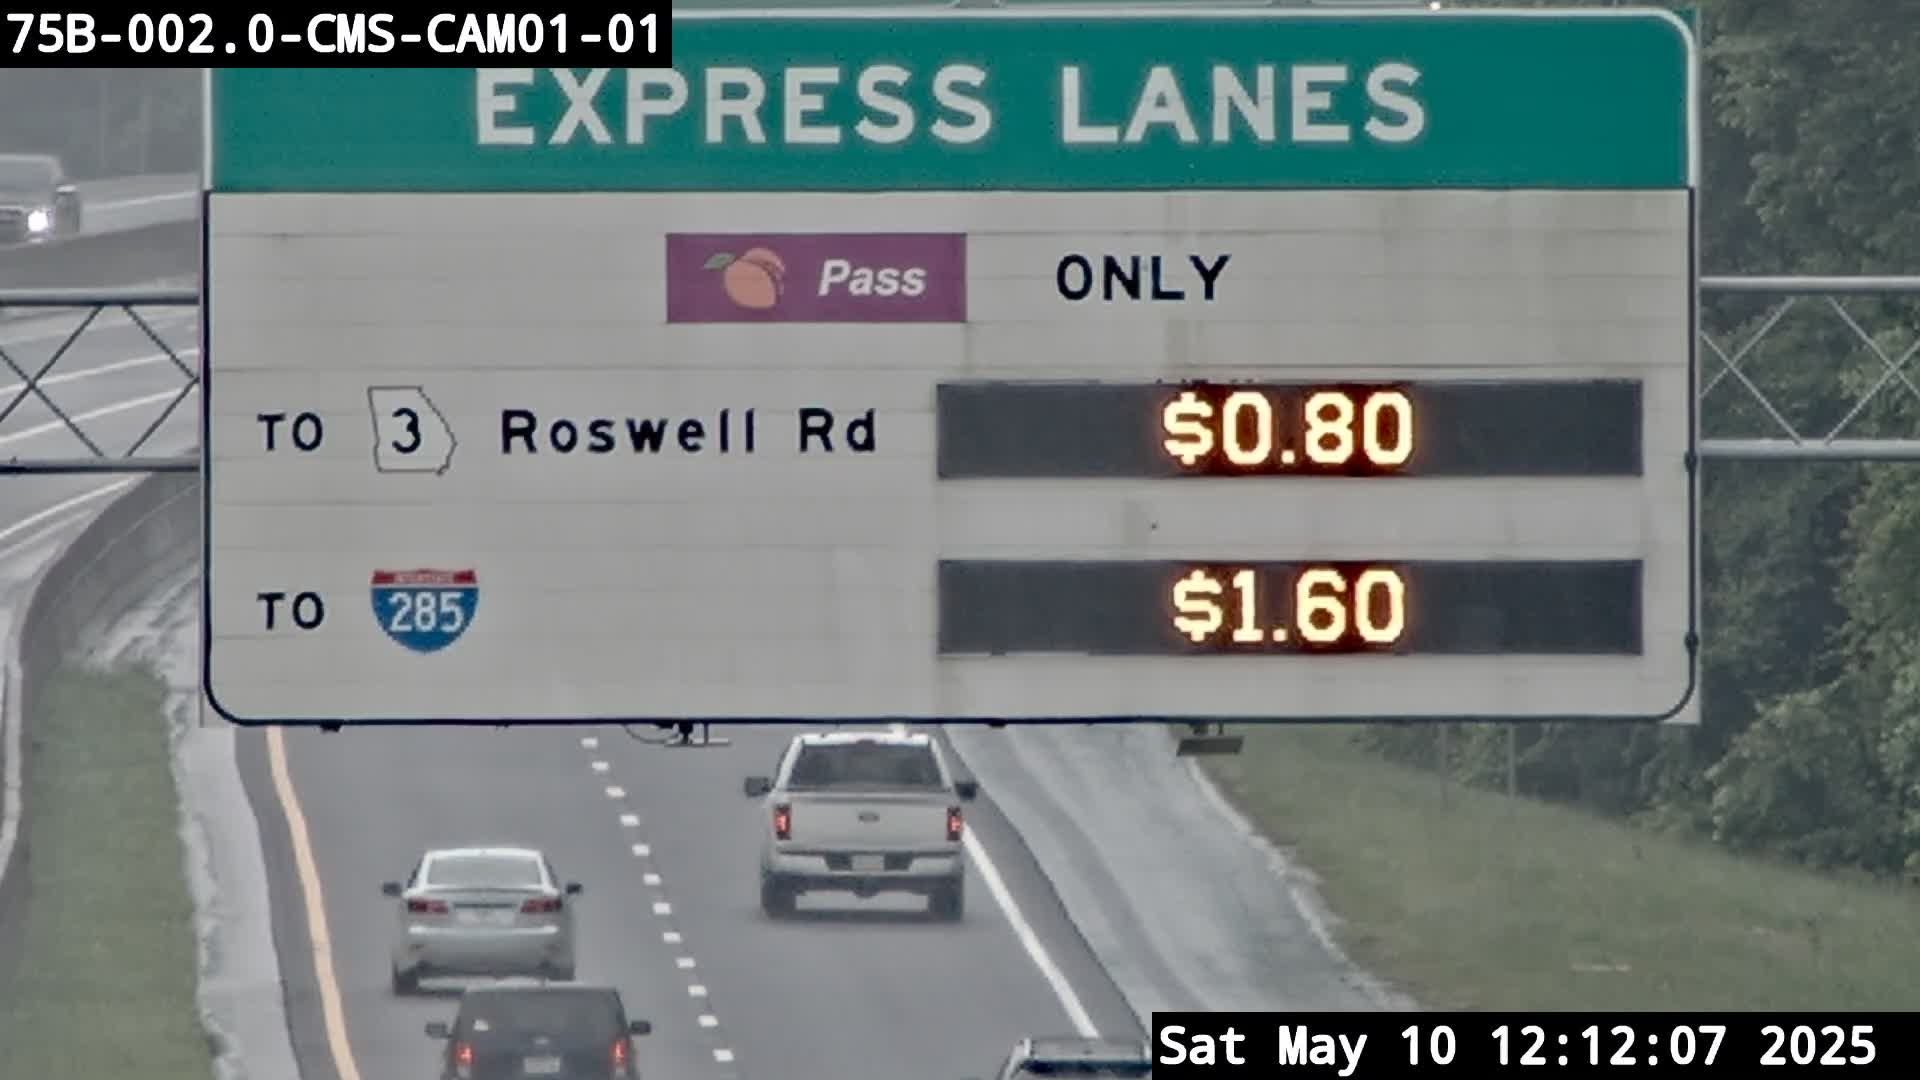 75B-002.0-CMS-CAM01-01
EXPRESS LANES
Pass ONLY
TO 3 Roswell Rd $0.80
TO 285 $1.60
Sat May 10 12:12:07 2025